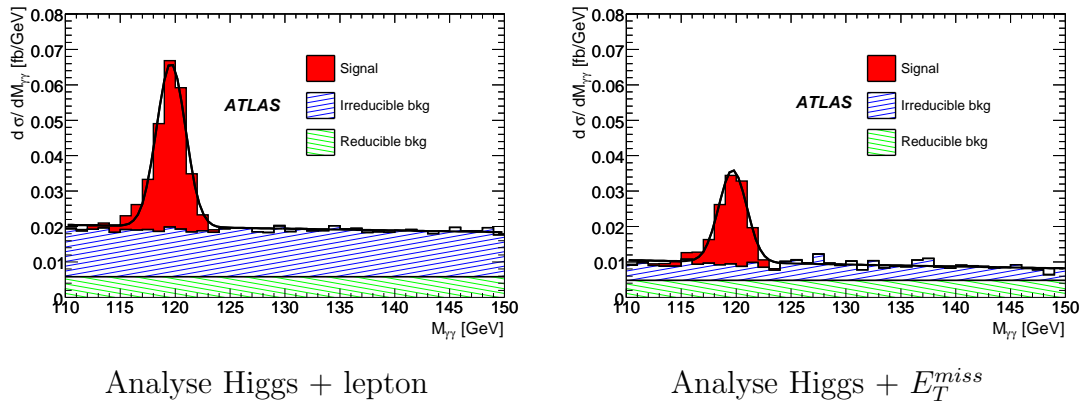 d σ/ dM_γγ [fb/GeV]
0.08
0.07
0.06
0.05
0.04
0.03
0.02
0.01
0
ATLAS
Signal
Irreducible bkg
Reducible bkg
110 115 120 125 130 135 140 145 150
M_γγ [GeV]
Analyse Higgs + lepton
d σ/ dM_γγ [fb/GeV]
0.08
0.07
0.06
0.05
0.04
0.03
0.02
0.01
0
ATLAS
Signal
Irreducible bkg
Reducible bkg
110 115 120 125 130 135 140 145 150
M_γγ [GeV]
Analyse Higgs + E_T^miss